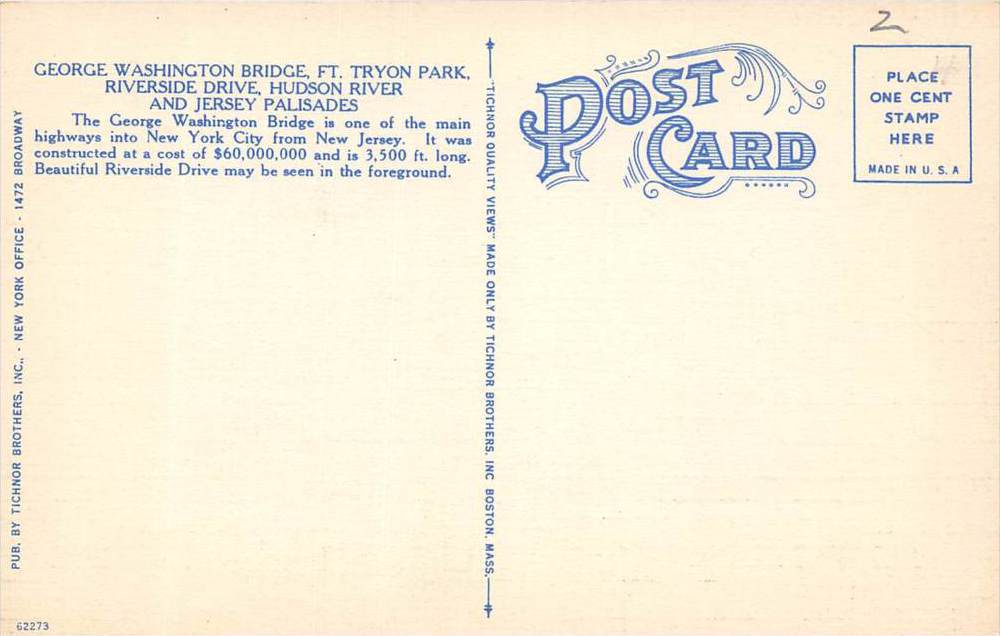 2
GEORGE WASHINGTON BRIDGE, FT. TRYON PARK,
RIVERSIDE DRIVE, HUDSON RIVER
AND JERSEY PALISADES
The George Washington Bridge is one of the main
highways into New York City from New Jersey. It was
constructed at a cost of $60,000,000 and is 3,500 ft. long.
Beautiful Riverside Drive may be seen in the foreground.
PUB. BY TICHNOR BROTHERS, INC., - NEW YORK OFFICE - 1472 BROADWAY
62273
"TICHNOR QUALITY VIEWS" MADE ONLY BY TICHNOR BROTHERS, INC BOSTON, MASS.
POST
CARD
PLACE
ONE CENT
STAMP
HERE
MADE IN U. S. A